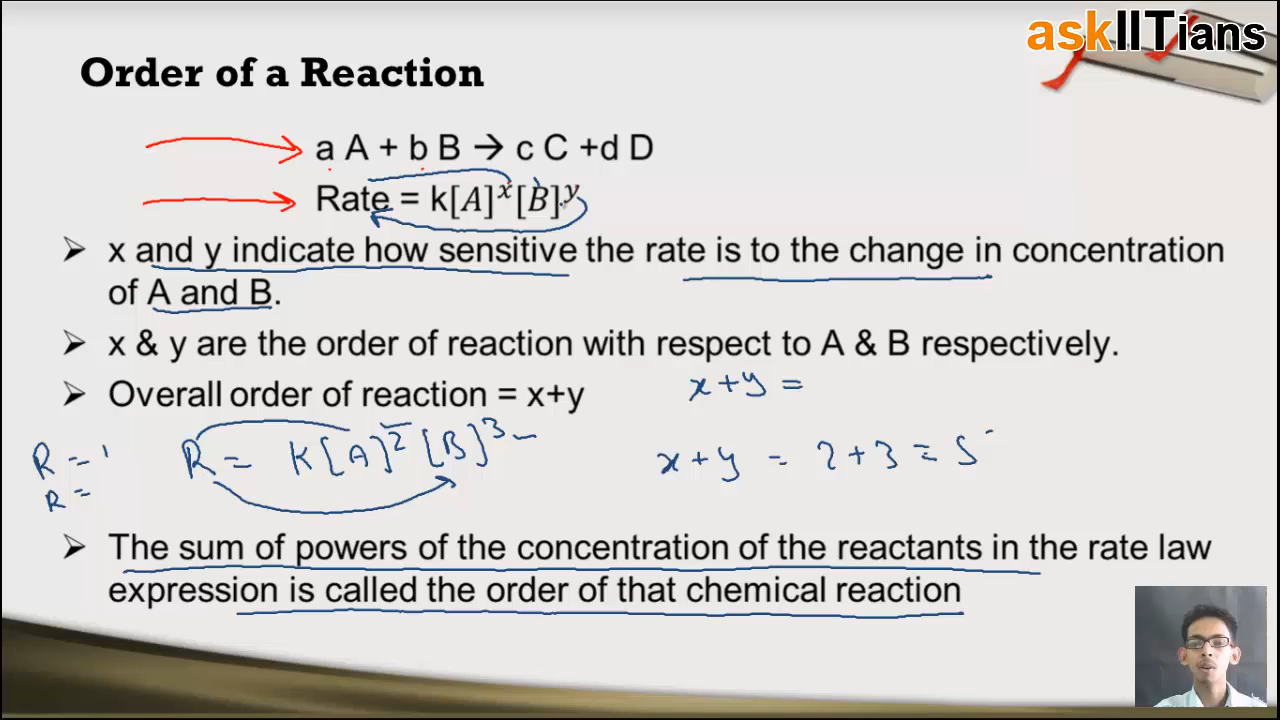 askIITians
Order of a Reaction
a A + b B → c C +d D
Rate = k[A]^x[B]^y
➢ x and y indicate how sensitive the rate is to the change in concentration
of A and B.
➢ x & y are the order of reaction with respect to A & B respectively.
➢ Overall order of reaction = x+y
x+y =
R = K[A]^2 [B]^3
x+y = 2+3 = 5
R =
R =
➢ The sum of powers of the concentration of the reactants in the rate law
expression is called the order of that chemical reaction